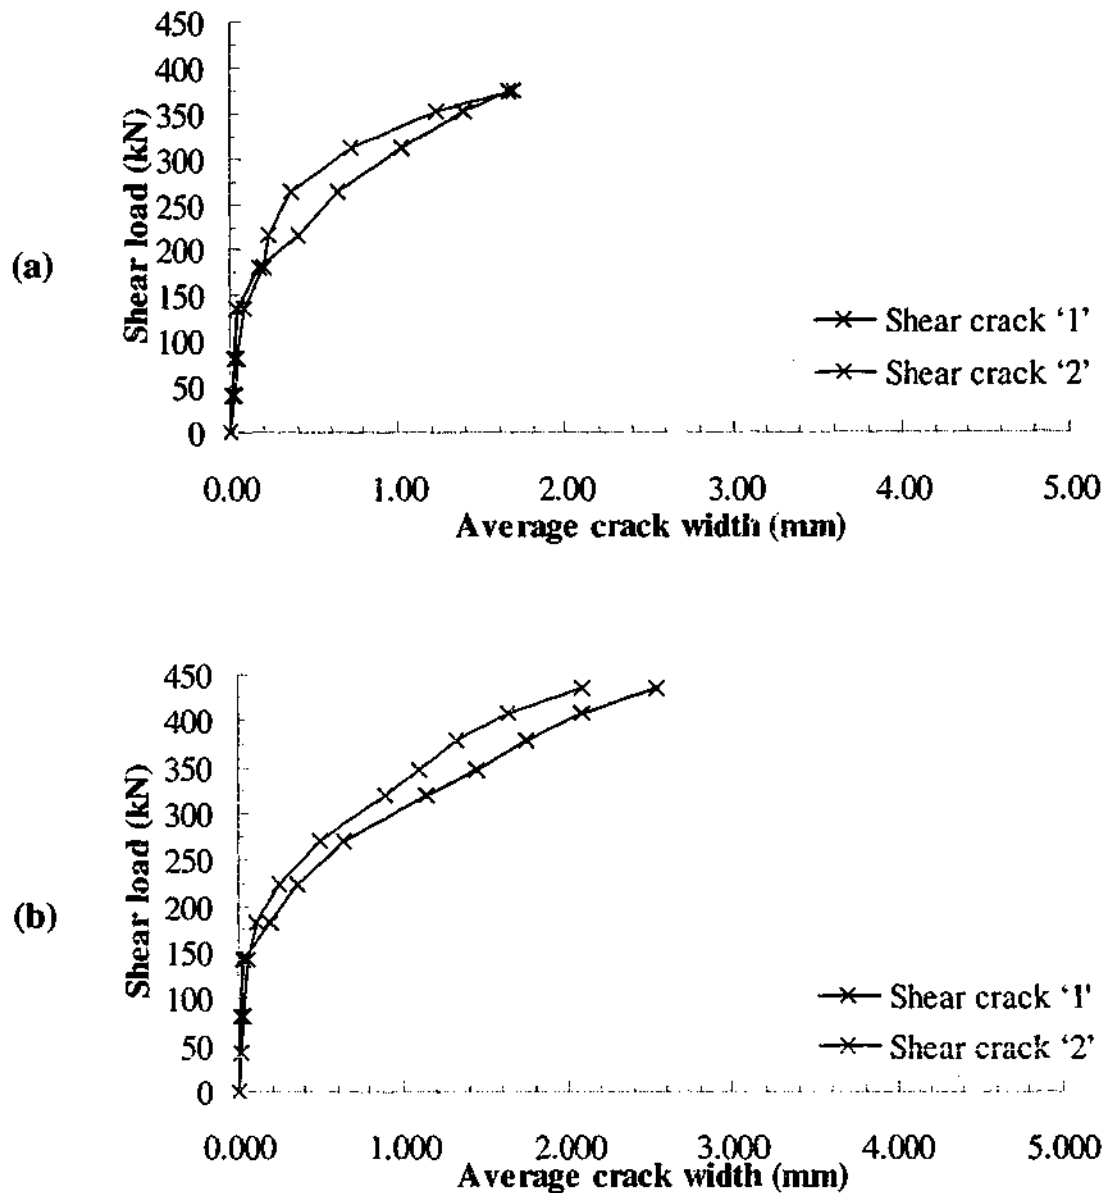 (a)
Shear load (kN)
450
400
350
300
250
200
150
100
50
0
0.00 1.00 2.00 3.00 4.00 5.00
Average crack width (mm)
Shear crack ‘1’
Shear crack ‘2’
(b)
Shear load (kN)
450
400
350
300
250
200
150
100
50
0
0.000 1.000 2.000 3.000 4.000 5.000
Average crack width (mm)
Shear crack ‘1'
Shear crack ‘2’